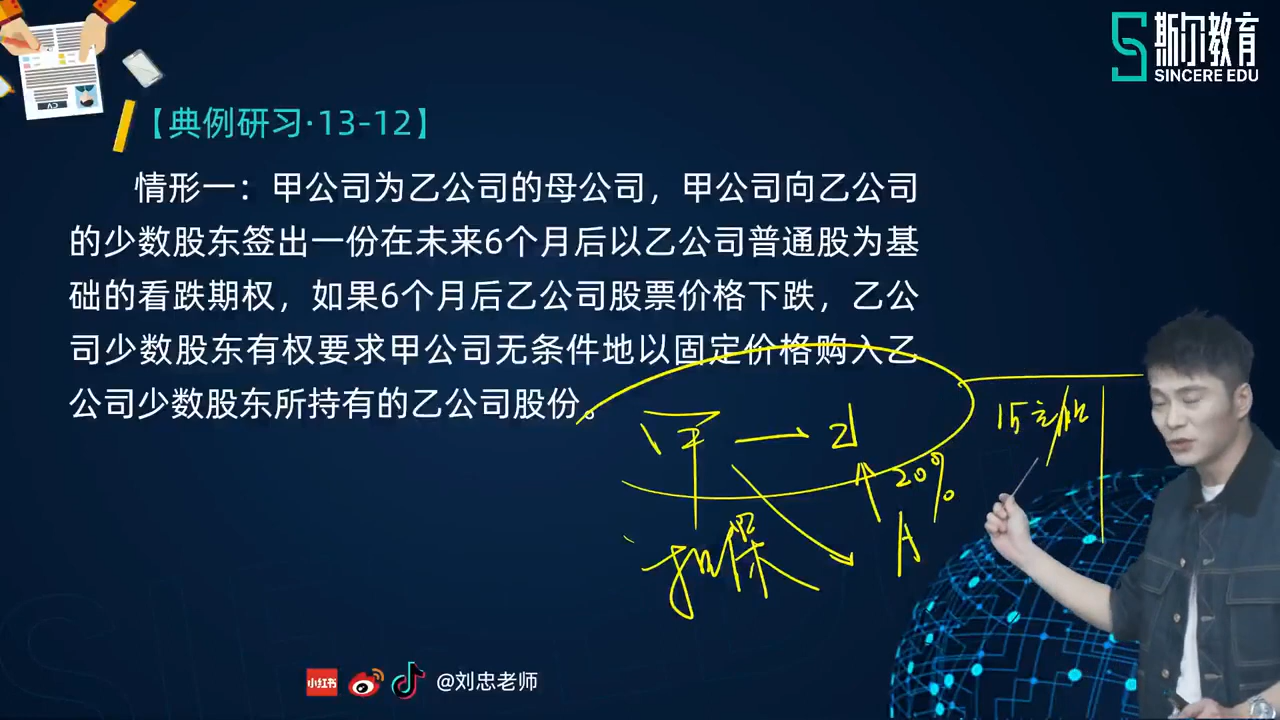 斯尔教育
SINCERE EDU
【典例研习·13-12】
情形一：甲公司为乙公司的母公司，甲公司向乙公司
的少数股东签出一份在未来6个月后以乙公司普通股为基
础的看跌期权，如果6个月后乙公司股票价格下跌，乙公
司少数股东有权要求甲公司无条件地以固定价格购入乙
公司少数股东所持有的乙公司股份。
甲 乙
15元/股
20%
担保
A
小红书
@刘忠老师